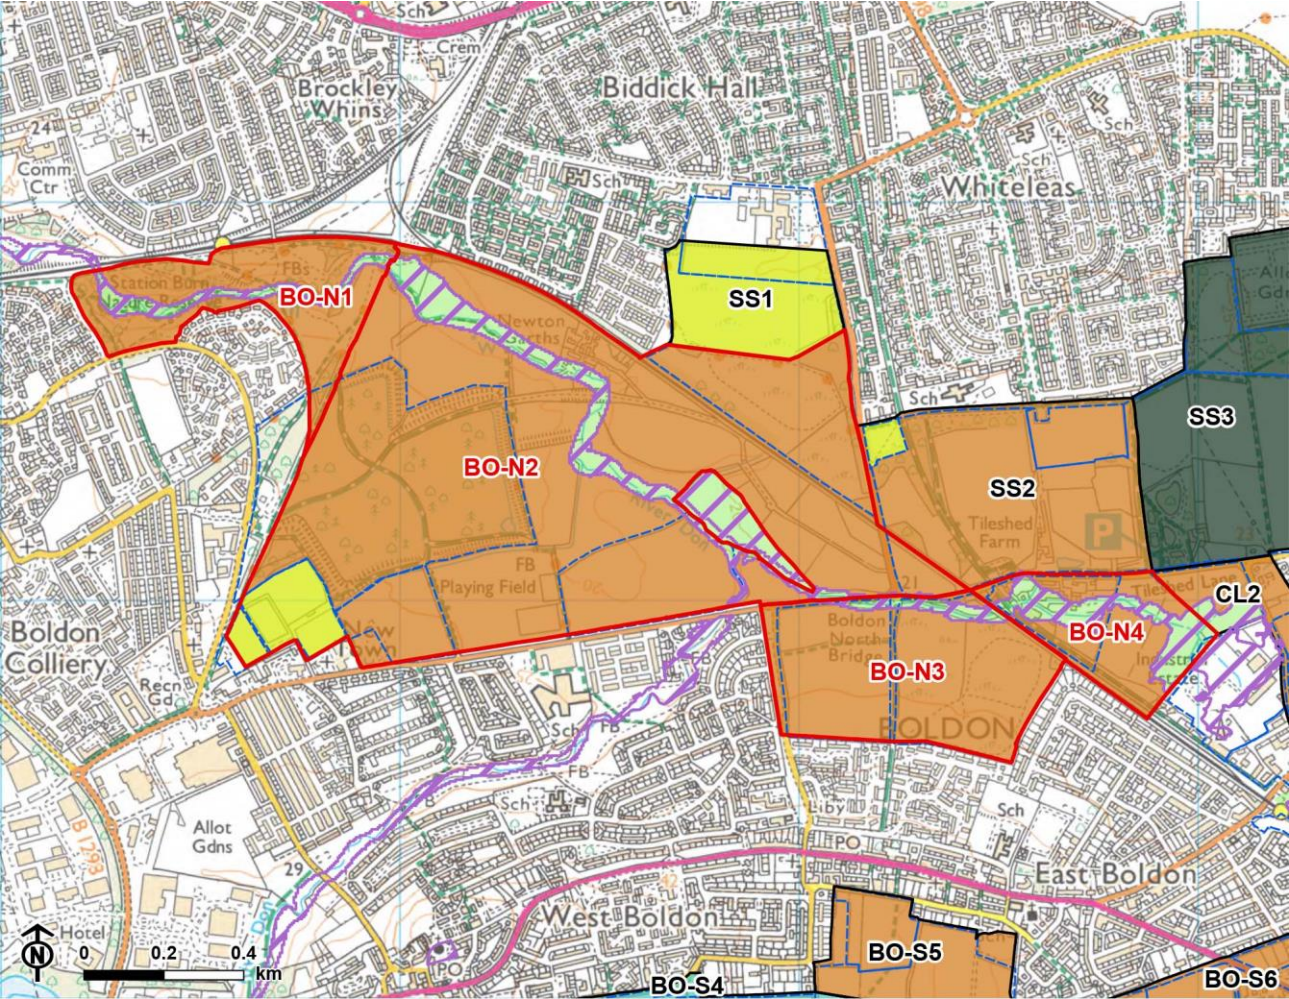 Sch
Crem
Brockley
Whins
Biddick Hall
24
Sch
Comm
Ctr
Sch
Sch
Whiteleas
FBs
Station Burn
BO-N1
SS1
Newton
Garths
Sch
SS3
BO-N2
SS2
River Don
Tileshed
Farm
P
23
FB
Playing Field
21
Tileshed Lane
CL2
New
Town
Boldon
Colliery
Boldon
North
Bridge
BO-N4
BO-N3
Recn
Gd
BOLDON
Sch
FB
FB
Sch
Liby
Sch
Allot
Gdns
B 1293
PO
29
East Boldon
Don
West Boldon
Hotel
N
0 0.2 0.4
km
PO
BO-S5
BO-S4
BO-S6